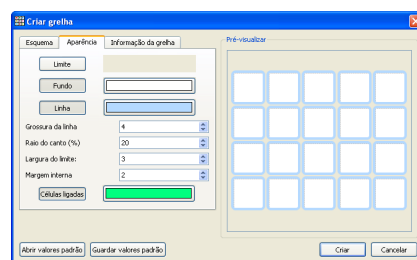 Criar grelha
Esquema Aparência Informação da grelha
Limite
Fundo
Linha
Grossura da linha 4
Raio do canto (%) 20
Largura do limite: 3
Margem interna 2
Células ligadas
Pré-visualizar
Abrir valores padrão Guardar valores padrão Criar Cancelar